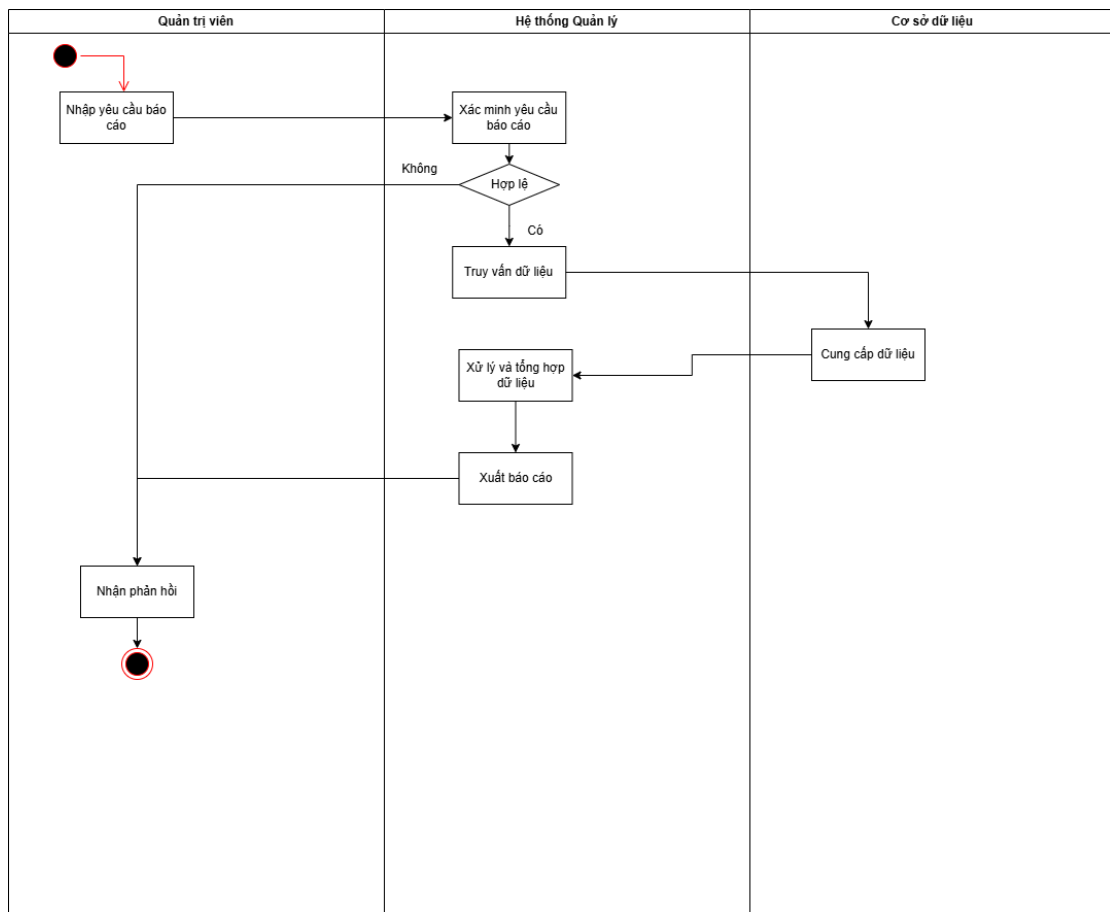 Quản trị viên
Hệ thống Quản lý
Cơ sở dữ liệu
Nhập yêu cầu báo
cáo
Xác minh yêu cầu
báo cáo
Không
Hợp lệ
Có
Truy vấn dữ liệu
Cung cấp dữ liệu
Xử lý và tổng hợp
dữ liệu
Xuất báo cáo
Nhận phản hồi